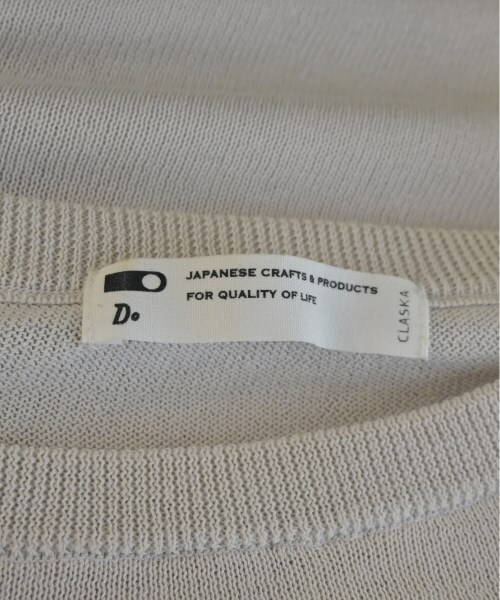 JAPANESE CRAFTS & PRODUCTS
FOR QUALITY OF LIFE
Do
CLASKA